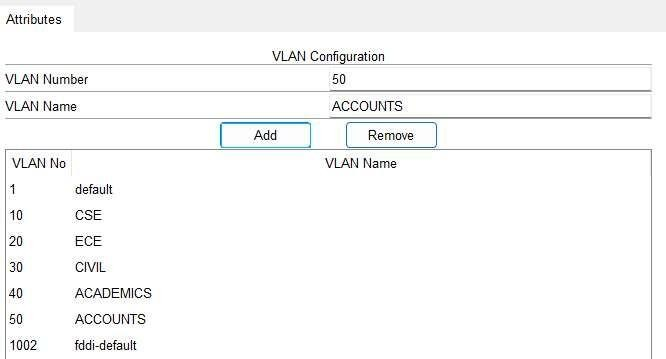 Attributes
VLAN Configuration
VLAN Number 50
VLAN Name ACCOUNTS
Add Remove
VLAN No VLAN Name
1 default
10 CSE
20 ECE
30 CIVIL
40 ACADEMICS
50 ACCOUNTS
1002 fddi-default